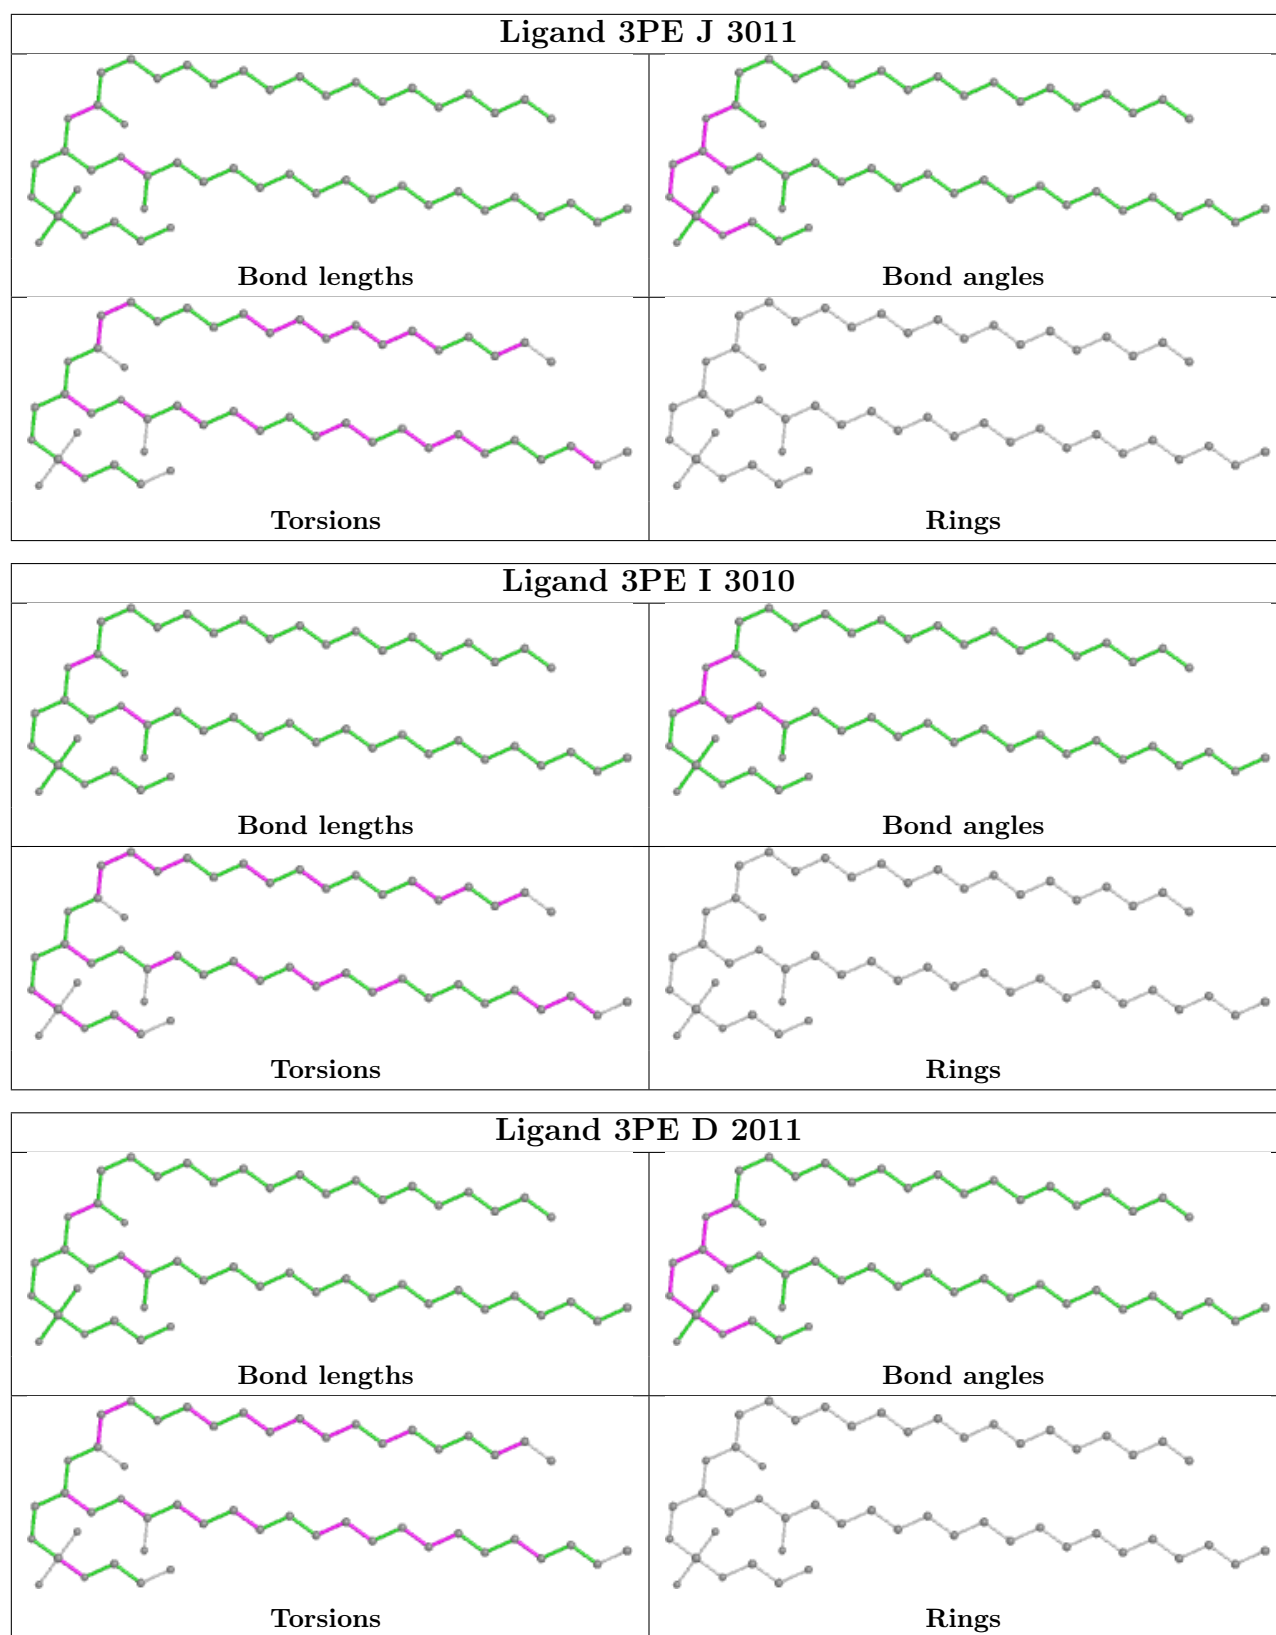 Ligand 3PE J 3011
Bond lengths
Bond angles
Torsions
Rings
Ligand 3PE I 3010
Bond lengths
Bond angles
Torsions
Rings
Ligand 3PE D 2011
Bond lengths
Bond angles
Torsions
Rings